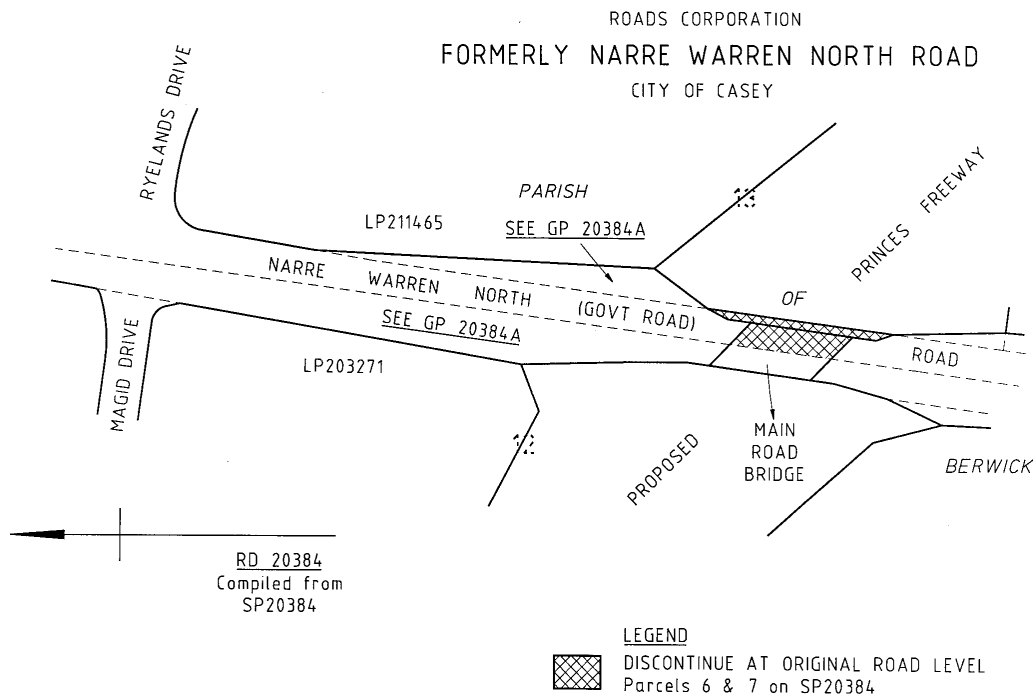 ROADS CORPORATION
FORMERLY NARRE WARREN NORTH ROAD
CITY OF CASEY
RYELANDS DRIVE
PARISH
13
LP211465
SEE GP 20384A
PRINCES FREEWAY
NARRE WARREN NORTH (GOVT ROAD)
OF
SEE GP 20384A
ROAD
LP203271
MAGID DRIVE
12
PROPOSED
MAIN
ROAD
BRIDGE
BERWICK
RD 20384
Compiled from
SP20384
LEGEND
DISCONTINUE AT ORIGINAL ROAD LEVEL
Parcels 6 & 7 on SP20384